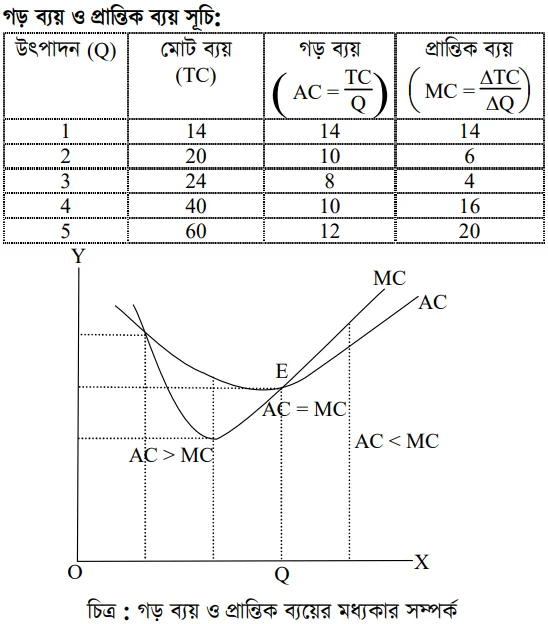 গড় ব্যয় ও প্রান্তিক ব্যয় সূচি:
উৎপাদন (Q) মোট ব্যয় (TC) গড় ব্যয় (AC = TC/Q) প্রান্তিক ব্যয় (MC = ΔTC/ΔQ)
1 14 14 14
2 20 10 6
3 24 8 4
4 40 10 16
5 60 12 20
Y
MC
AC
E
AC = MC
AC < MC
AC > MC
O Q X
চিত্র : গড় ব্যয় ও প্রান্তিক ব্যয়ের মধ্যকার সম্পর্ক